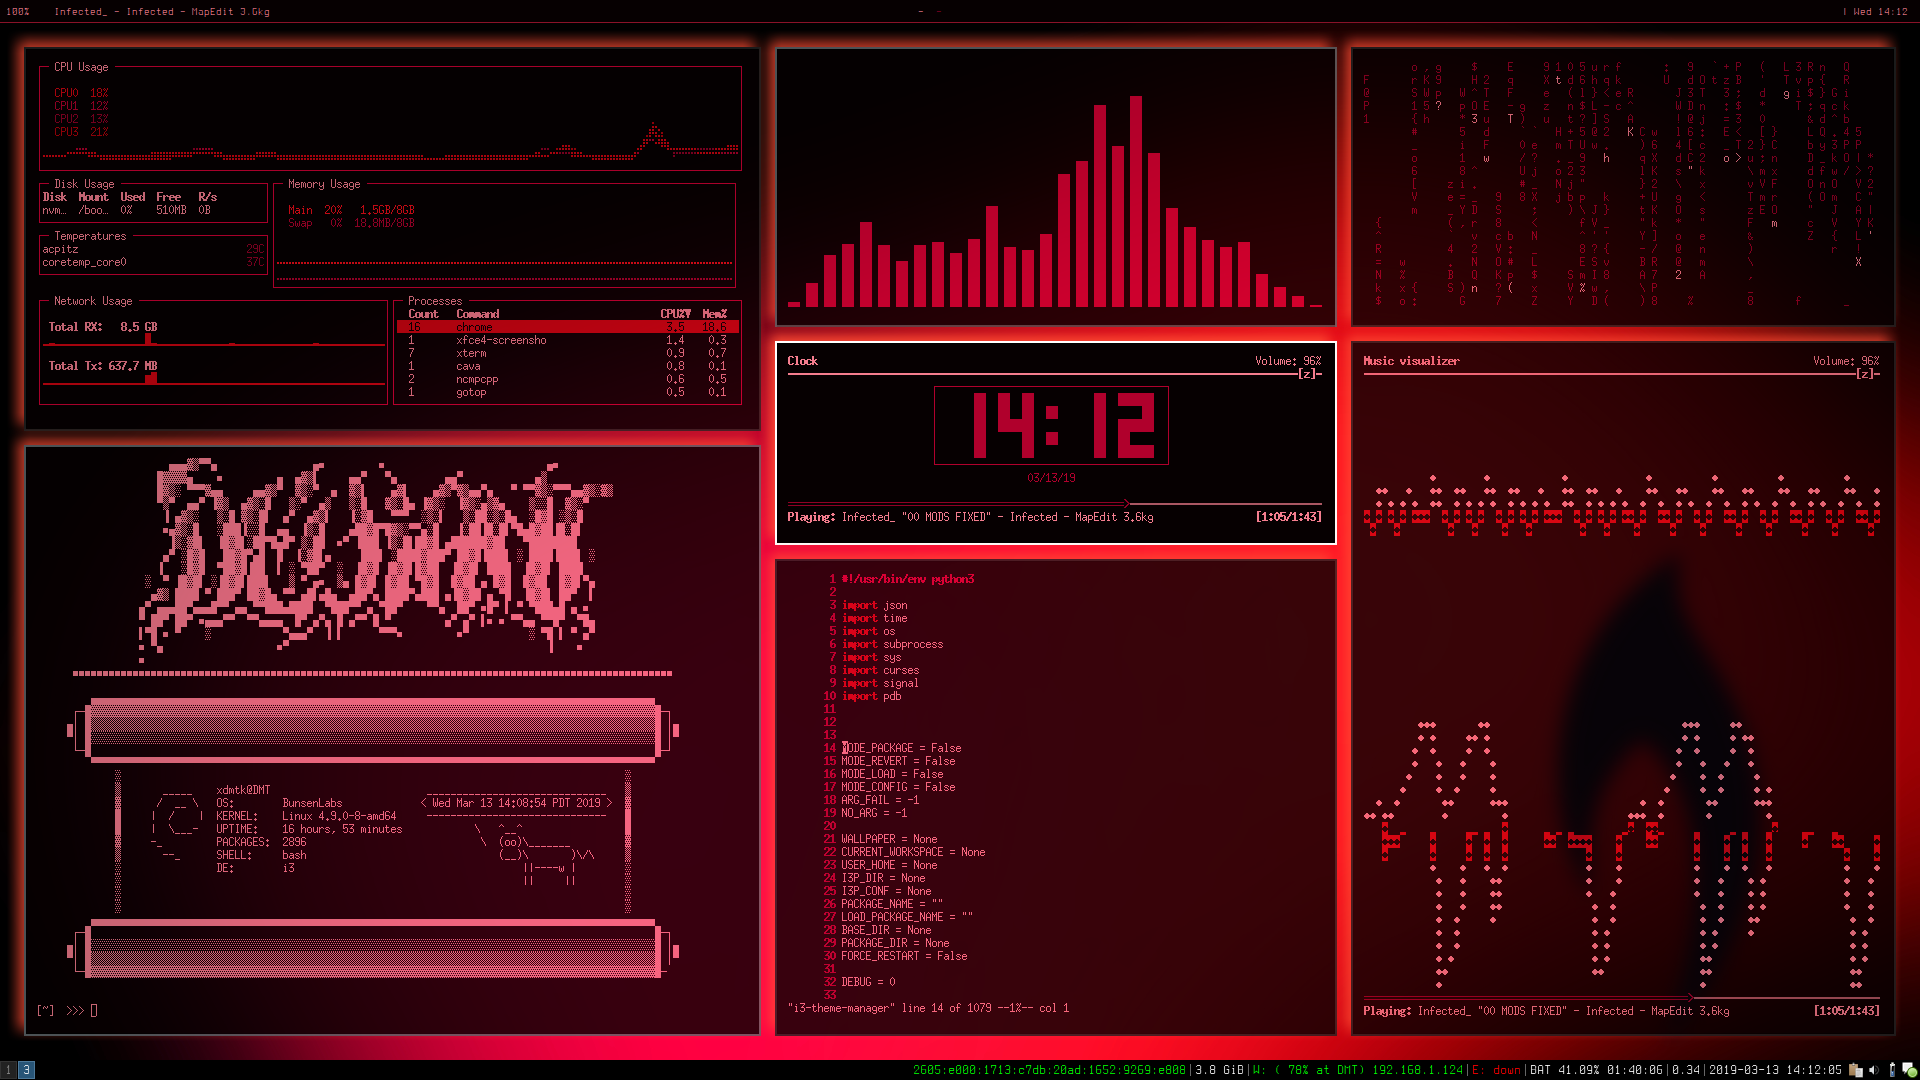 100%    Infected_ - Infected - MapEdit 3.6kg
| Wed 14:12
CPU Usage
CPU0  18%
CPU1  12%
CPU2  13%
CPU3  21%
Disk Usage
Disk  Mount  Used  Free  R/s
nvm…  /boo…  0%  510MB  0B
Temperatures
acpitz  29C
coretemp_core0  37C
Memory Usage
Main  20%  1.5GB/8GB
Swap  0%  18.8MB/8GB
Network Usage
Total RX:  8.5 GB
Total Tx: 637.7 MB
Processes
Count  Command  CPU%▼  Mem%
16  chrome  3.5  18.6
1  xfce4-screensho  1.4  0.3
7  xterm  0.9  0.7
1  cava  0.8  0.1
2  ncmpcpp  0.6  0.5
1  gotop  0.5  0.1
xdmtk@DMT
OS:  BunsenLabs
KERNEL:  Linux 4.9.0-8-amd64
UPTIME:  16 hours, 53 minutes
PACKAGES:  2896
SHELL:  bash
DE:  i3
< Wed Mar 13 14:08:54 PDT 2019 >
\   ^__^
\  (oo)\_______
(__)\       )\/\
||----w |
||     ||
[~] >>>
Clock  Volume: 96%
[z]-
14:12
03/13/19
Playing: Infected_ "00 MODS FIXED" - Infected - MapEdit 3.6kg  [1:05/1:43]
1 #!/usr/bin/env python3
2
3 import json
4 import time
5 import os
6 import subprocess
7 import sys
8 import curses
9 import signal
10 import pdb
11
12
13
14 MODE_PACKAGE = False
15 MODE_REVERT = False
16 MODE_LOAD = False
17 MODE_CONFIG = False
18 ARG_FAIL = -1
19 NO_ARG = -1
20
21 WALLPAPER = None
22 CURRENT_WORKSPACE = None
23 USER_HOME = None
24 I3P_DIR = None
25 I3P_CONF = None
26 PACKAGE_NAME = ""
27 LOAD_PACKAGE_NAME = ""
28 BASE_DIR = None
29 PACKAGE_DIR = None
30 FORCE_RESTART = False
31
32 DEBUG = 0
33
"i3-theme-manager" line 14 of 1079 --1%-- col 1
Music visualizer  Volume: 96%
[z]-
Playing: Infected_ "00 MODS FIXED" - Infected - MapEdit 3.6kg  [1:05/1:43]
1 3
2605:e000:1713:c7db:20ad:1652:9269:e808|3.8 GiB|W: ( 78% at DMT) 192.168.1.124|E: down|BAT 41.09% 01:40:06|0.34|2019-03-13 14:12:05